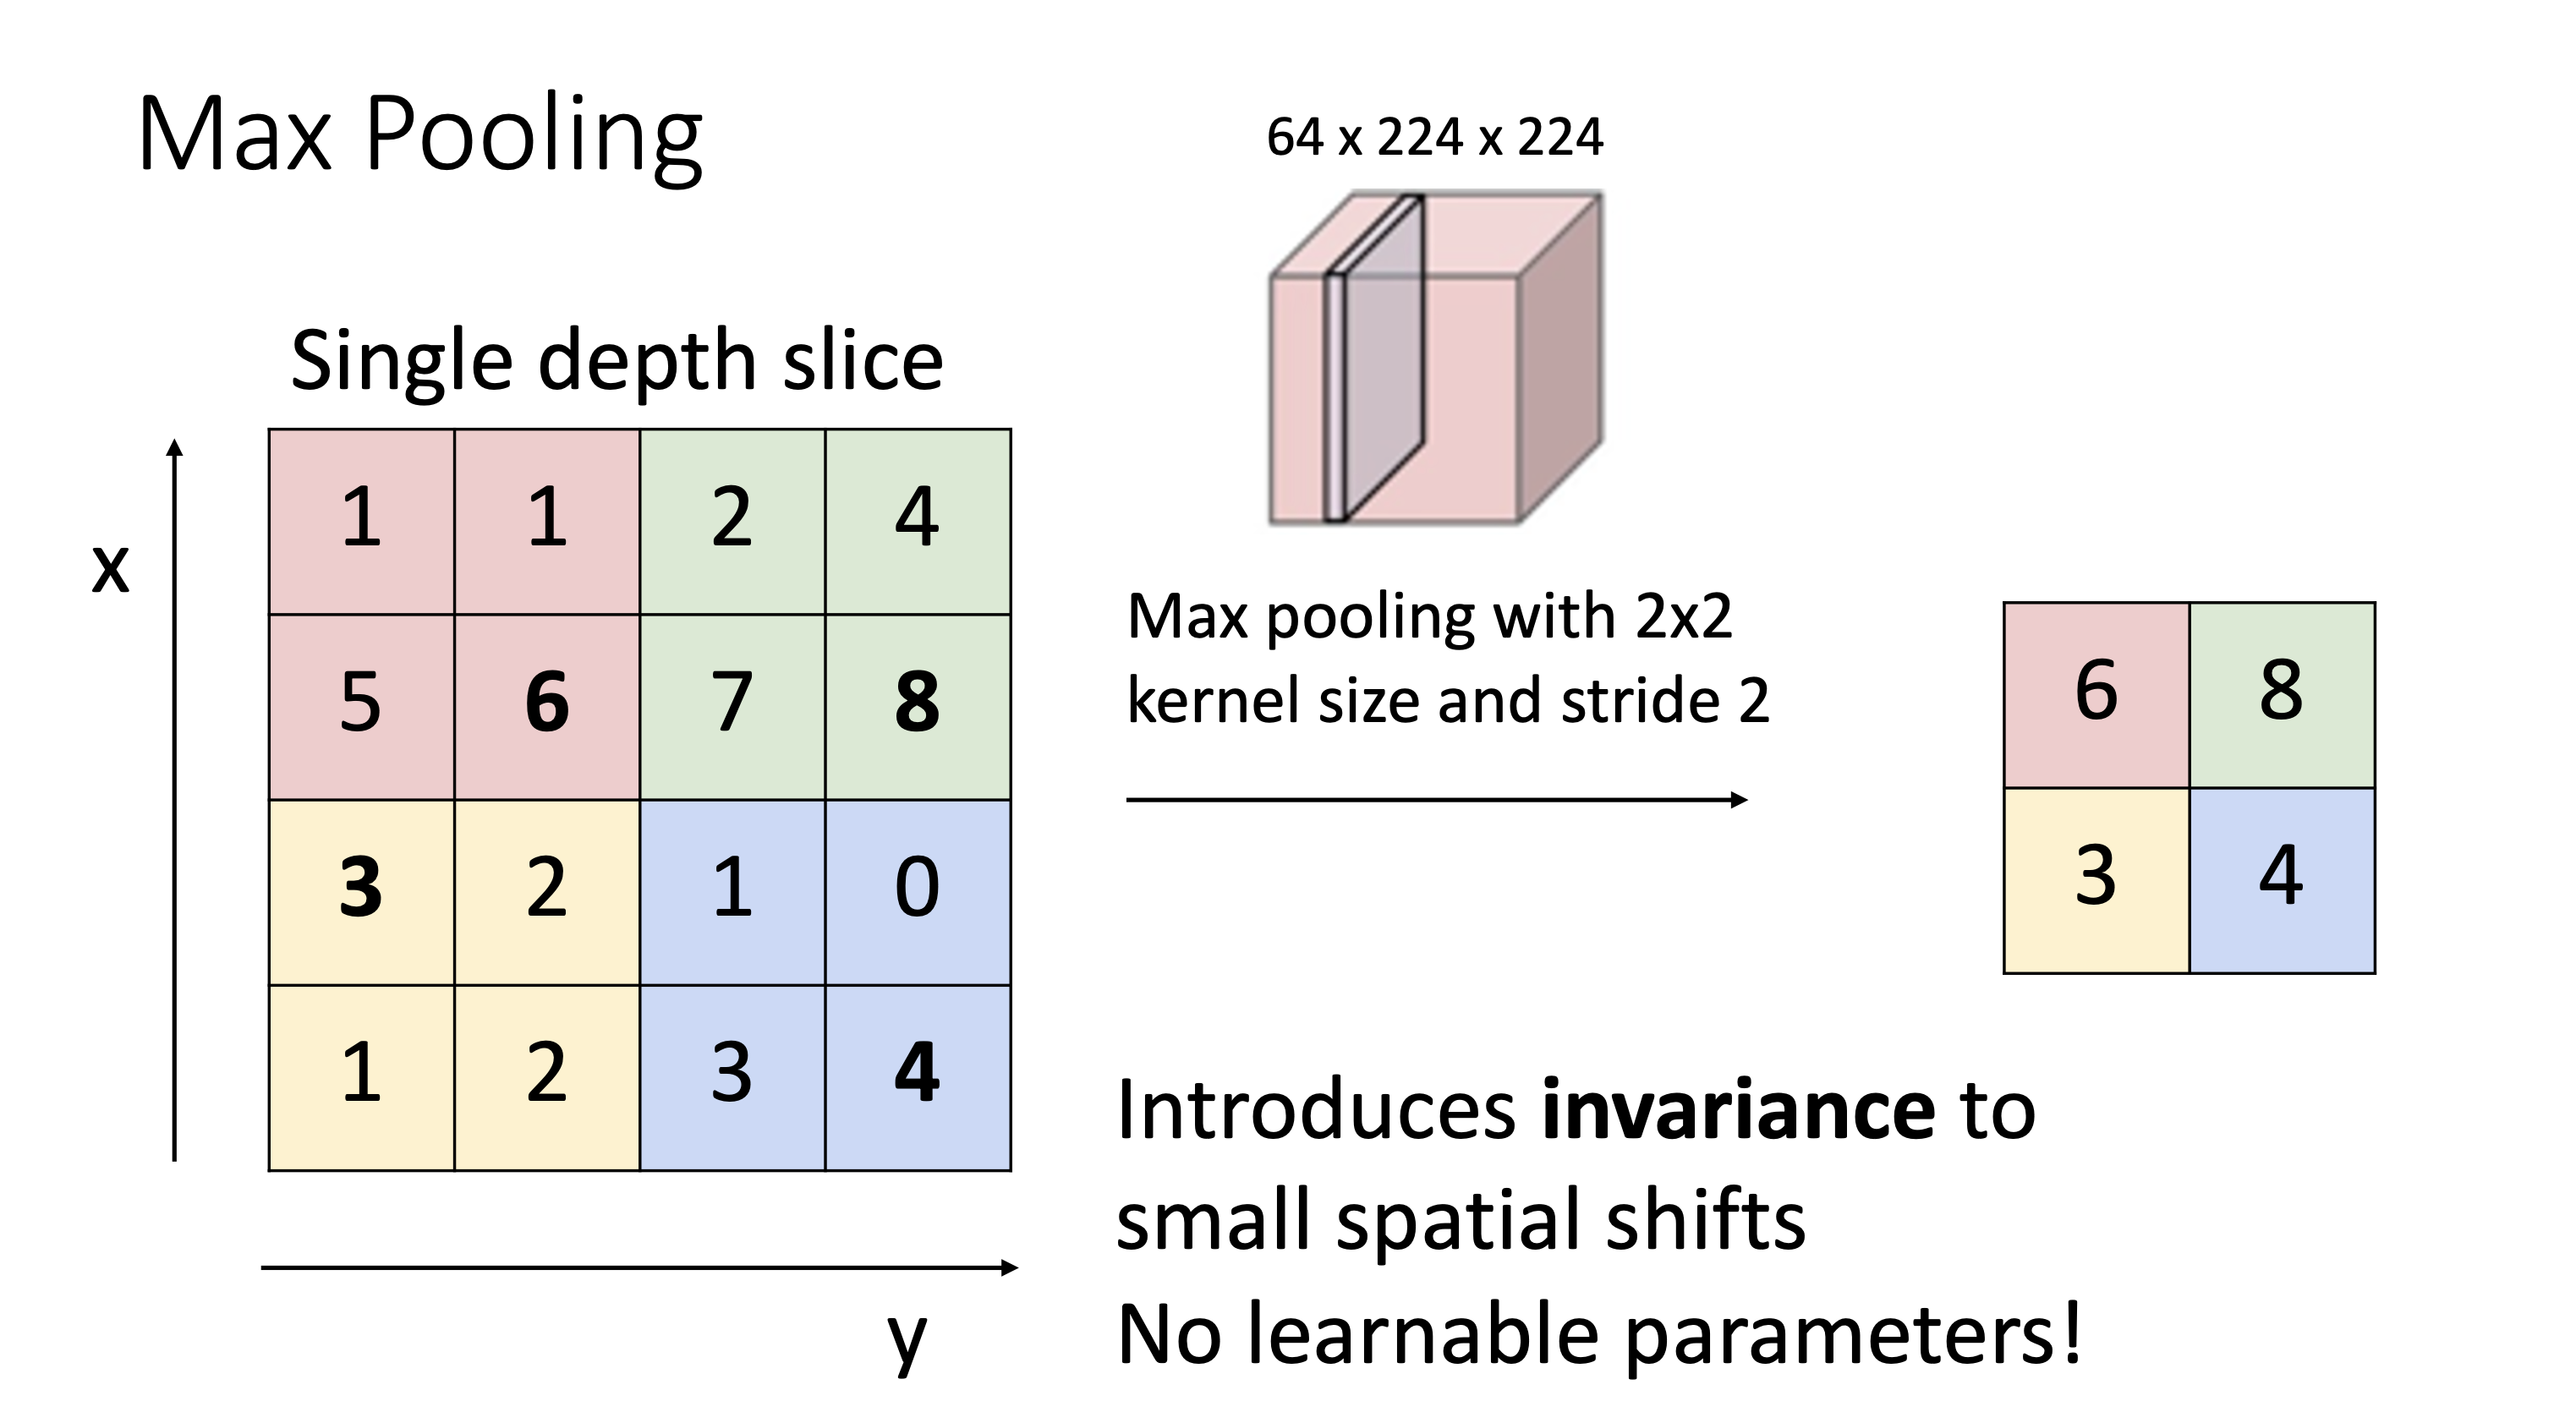 Max Pooling
64 x 224 x 224
Single depth slice
x
1 1 2 4
5 6 7 8
3 2 1 0
1 2 3 4
y
Max pooling with 2x2
kernel size and stride 2
6 8
3 4
Introduces invariance to
small spatial shifts
No learnable parameters!